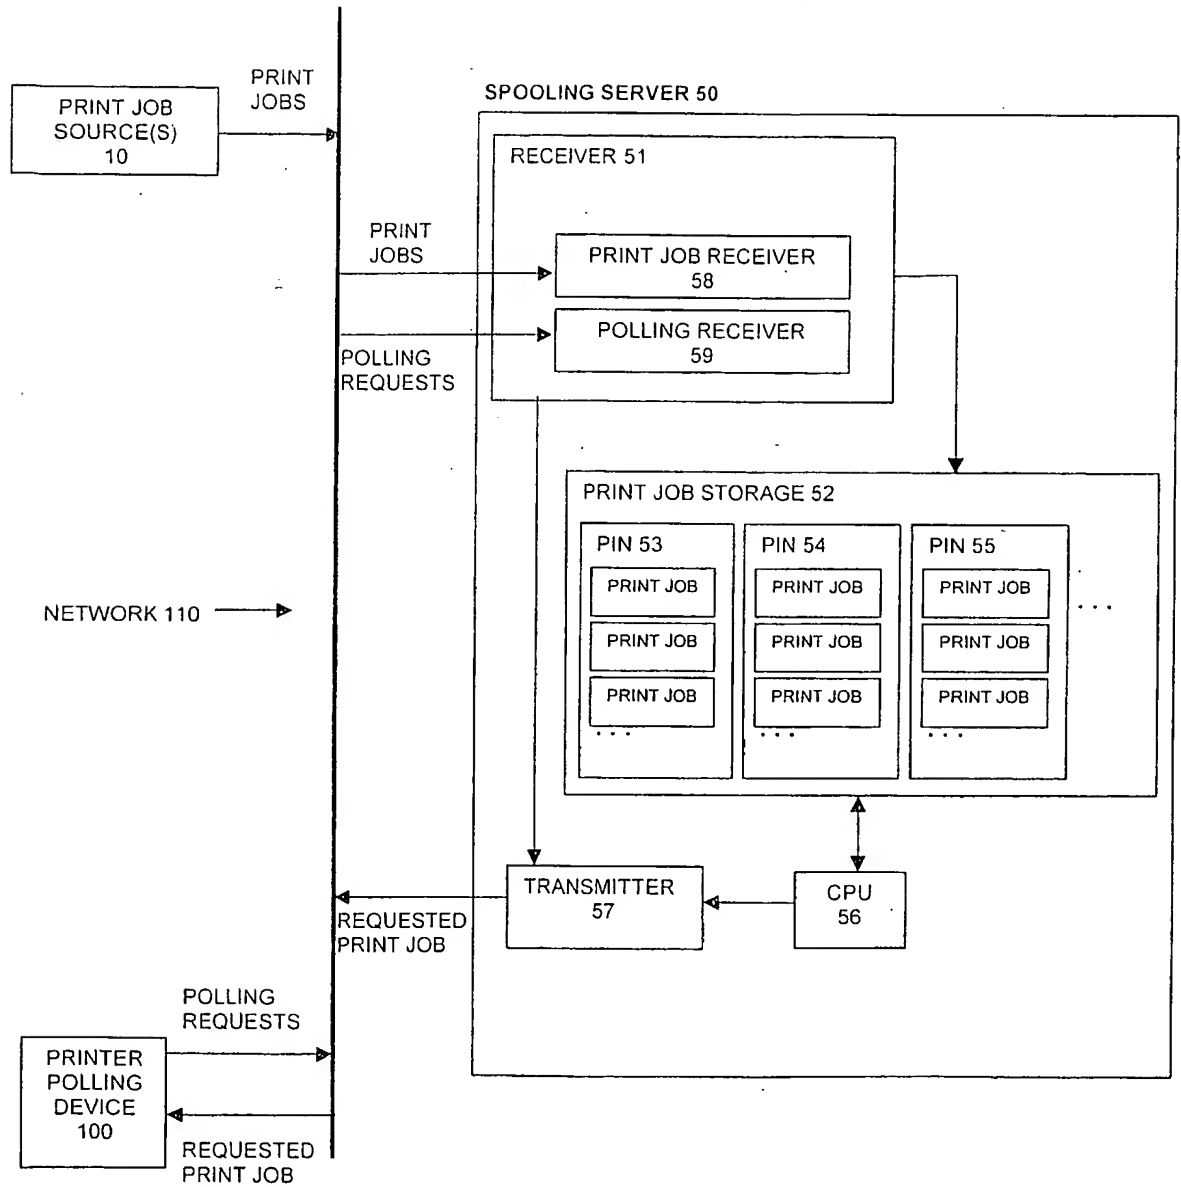 PRINT JOB
SOURCE(S)
10
PRINT
JOBS
SPOOLING SERVER 50
RECEIVER 51
PRINT
JOBS
PRINT JOB RECEIVER
58
POLLING RECEIVER
59
POLLING
REQUESTS
PRINT JOB STORAGE 52
PIN 53
PRINT JOB
PRINT JOB
PRINT JOB
. . .
PIN 54
PRINT JOB
PRINT JOB
PRINT JOB
. . .
PIN 55
PRINT JOB
PRINT JOB
PRINT JOB
. . .
. . .
NETWORK 110
TRANSMITTER
57
CPU
56
REQUESTED
PRINT JOB
POLLING
REQUESTS
PRINTER
POLLING
DEVICE
100
REQUESTED
PRINT JOB